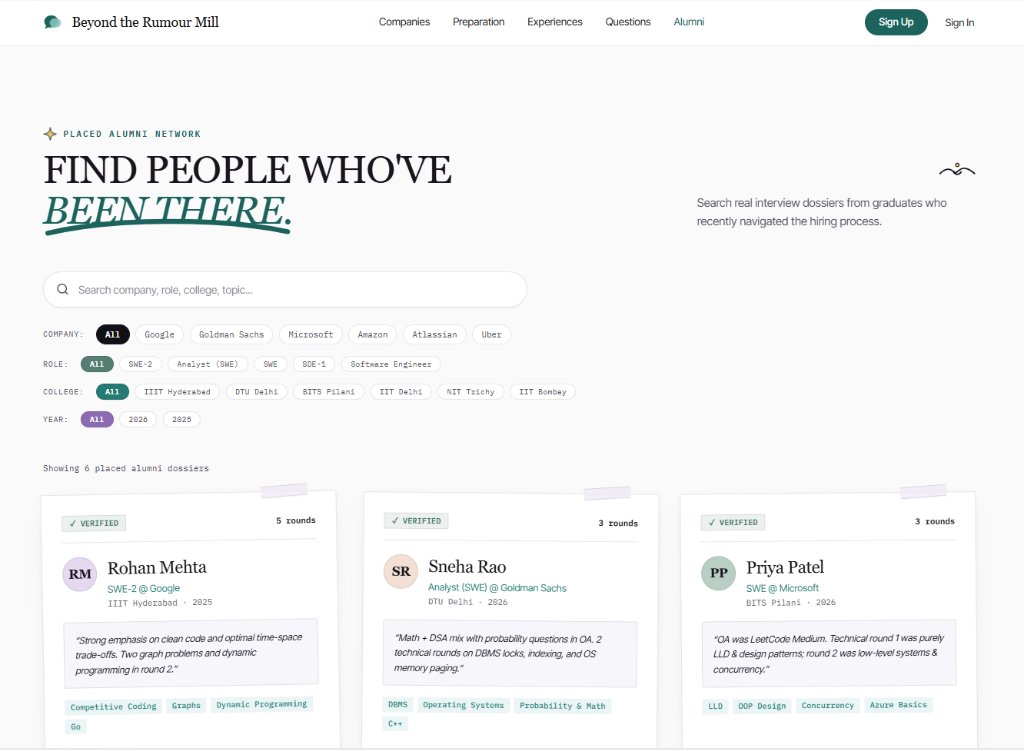 Beyond the Rumour Mill
Companies Preparation Experiences Questions Alumni
Sign Up Sign In
PLACED ALUMNI NETWORK
FIND PEOPLE WHO'VE
BEEN THERE.
Search real interview dossiers from graduates who
recently navigated the hiring process.
Search company, role, college, topic...
COMPANY: All Google Goldman Sachs Microsoft Amazon Atlassian Uber
ROLE: All SWE-2 Analyst (SWE) SWE SDE-1 Software Engineer
COLLEGE: All IIIT Hyderabad DTU Delhi BITS Pilani IIT Delhi NIT Trichy IIT Bombay
YEAR: All 2026 2025
Showing 6 placed alumni dossiers
✓ VERIFIED 5 rounds
RM Rohan Mehta
SWE-2 @ Google
IIIT Hyderabad · 2025
"Strong emphasis on clean code and optimal time-space
trade-offs. Two graph problems and dynamic
programming in round 2."
Competitive Coding Graphs Dynamic Programming
Go
✓ VERIFIED 3 rounds
SR Sneha Rao
Analyst (SWE) @ Goldman Sachs
DTU Delhi · 2026
"Math + DSA mix with probability questions in OA. 2
technical rounds on DBMS locks, indexing, and OS
memory paging."
DBMS Operating Systems Probability & Math
C++
✓ VERIFIED 3 rounds
PP Priya Patel
SWE @ Microsoft
BITS Pilani · 2026
"OA was LeetCode Medium. Technical round 1 was purely
LLD & design patterns; round 2 was low-level systems &
concurrency."
LLD OOP Design Concurrency Azure Basics